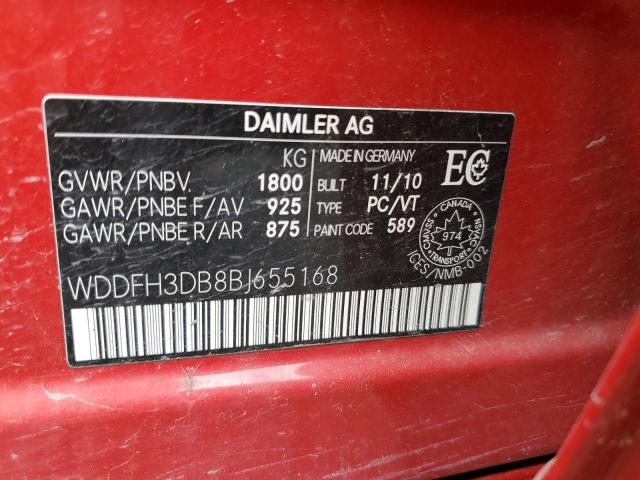 DAIMLER AG
KG
GVWR/PNBV. 1800
GAWR/PNBE F/AV 925
GAWR/PNBE R/AR 875
MADE IN GERMANY
BUILT 11/10
TYPE PC/VT
PAINT CODE 589
EC
CANADA
974
TRANSPORT
ICES/NMB-002
WDDFH3DB8BJ655168